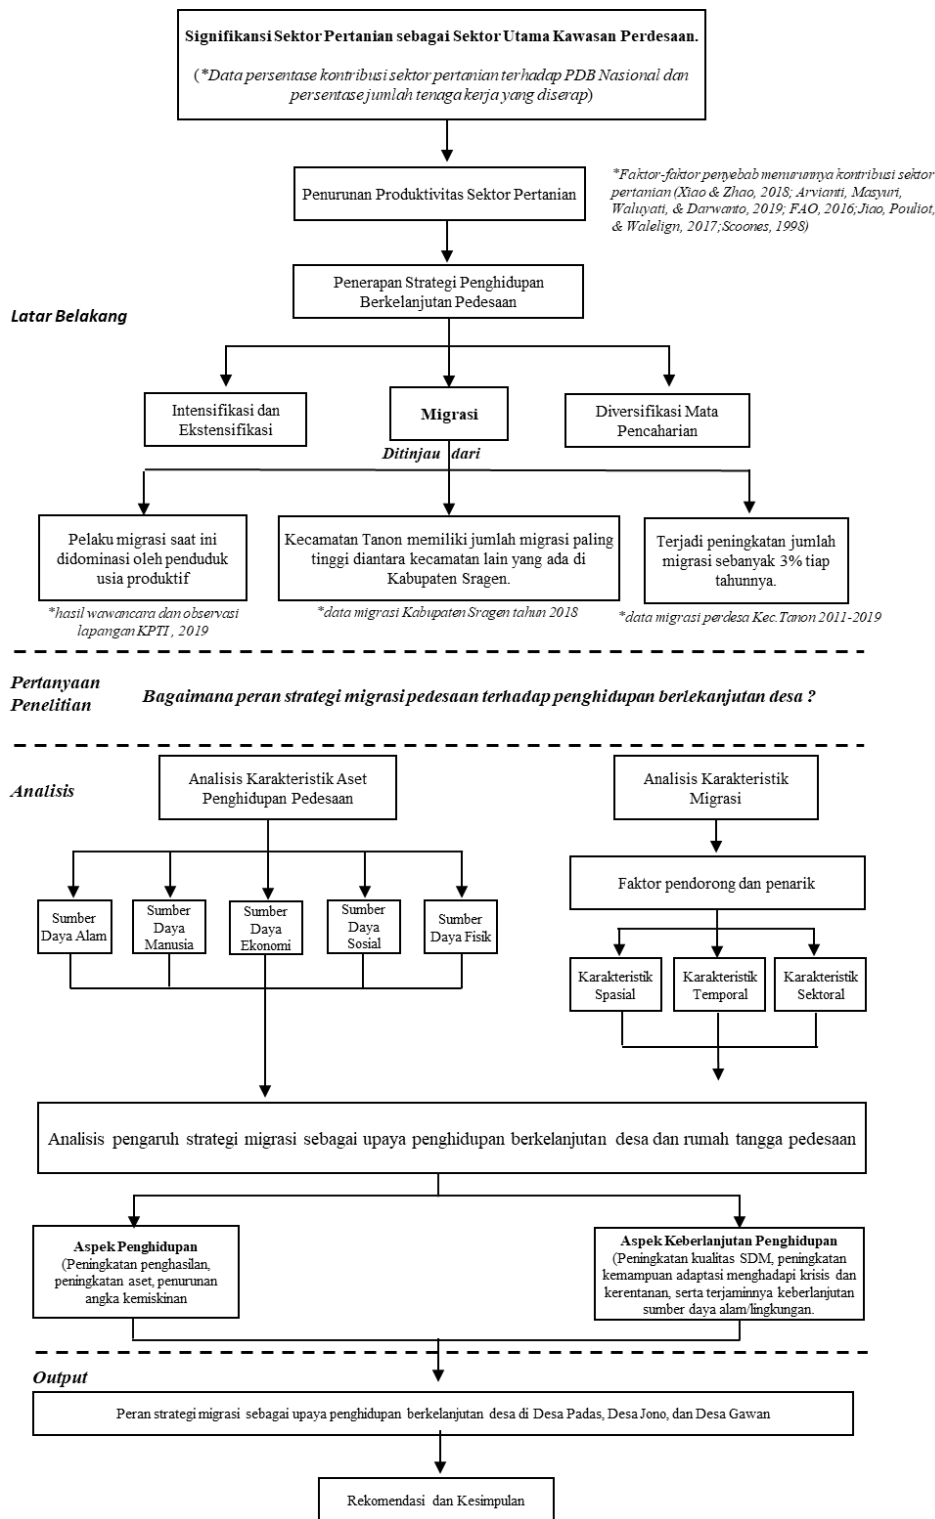 Signifikansi Sektor Pertanian sebagai Sektor Utama Kawasan Perdesaan.
(*Data persentase kontribusi sektor pertanian terhadap PDB Nasional dan
persentase jumlah tenaga kerja yang diserap)
Penurunan Produktivitas Sektor Pertanian
*Faktor-faktor penyebab menurunnya kontribusi sektor
pertanian (Xiao & Zhao, 2018; Arvianti, Masyuri,
Waluyati, & Darwanto, 2019; FAO, 2016;Jiao, Pouliot,
& Walelign, 2017;Scoones, 1998)
Penerapan Strategi Penghidupan
Berkelanjutan Pedesaan
Latar Belakang
Intensifikasi dan
Ekstensifikasi
Migrasi
Diversifikasi Mata
Pencaharian
Ditinjau dari
Pelaku migrasi saat ini
didominasi oleh penduduk
usia produktif
Kecamatan Tanon memiliki jumlah migrasi paling
tinggi diantara kecamatan lain yang ada di
Kabupaten Sragen.
Terjadi peningkatan jumlah
migrasi sebanyak 3% tiap
tahunnya.
*hasil wawancara dan observasi
lapangan KPTI , 2019
*data migrasi Kabupaten Sragen tahun 2018
*data migrasi perdesa Kec.Tanon 2011-2019
Pertanyaan
Penelitian
Bagaimana peran strategi migrasi pedesaan terhadap penghidupan berlekanjutan desa ?
Analisis
Analisis Karakteristik Aset
Penghidupan Pedesaan
Analisis Karakteristik
Migrasi
Faktor pendorong dan penarik
Sumber
Daya Alam
Sumber
Daya
Manusia
Sumber
Daya
Ekonomi
Sumber
Daya
Sosial
Sumber
Daya Fisik
Karakteristik
Spasial
Karakteristik
Temporal
Karakteristik
Sektoral
Analisis pengaruh strategi migrasi sebagai upaya penghidupan berkelanjutan desa dan rumah tangga pedesaan
Aspek Penghidupan
(Peningkatan penghasilan,
peningkatan aset, penurunan
angka kemiskinan
Aspek Keberlanjutan Penghidupan
(Peningkatan kualitas SDM, peningkatan
kemampuan adaptasi menghadapi krisis dan
kerentanan, serta terjaminnya keberlanjutan
sumber daya alam/lingkungan.
Output
Peran strategi migrasi sebagai upaya penghidupan berkelanjutan desa di Desa Padas, Desa Jono, dan Desa Gawan
Rekomendasi dan Kesimpulan